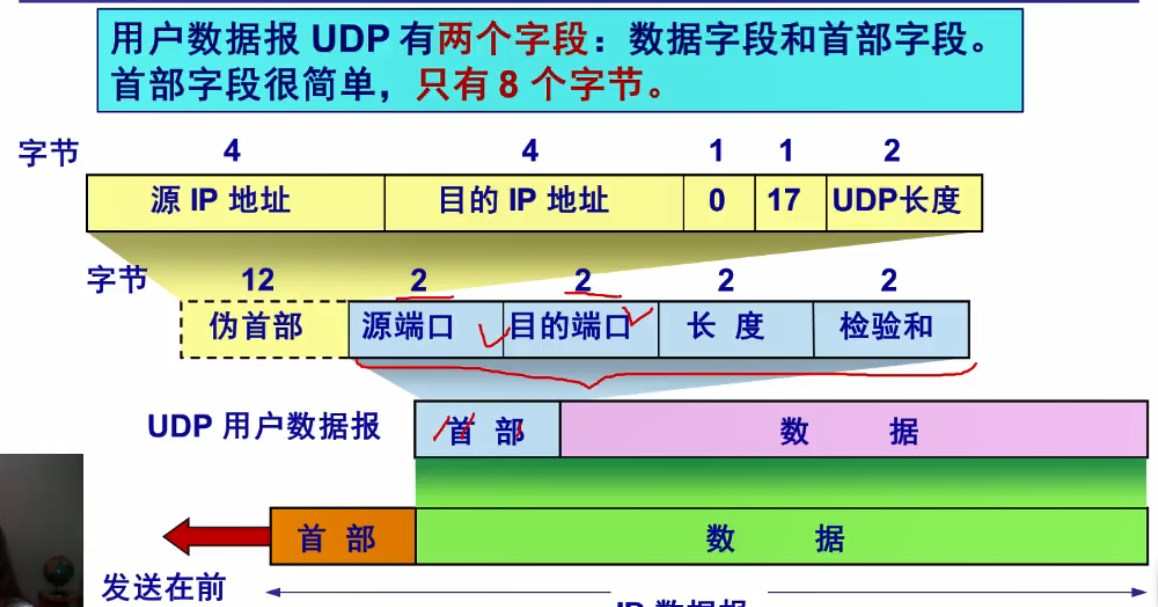 用户数据报 UDP 有两个字段：数据字段和首部字段。
首部字段很简单，只有 8 个字节。
字节 4 4 1 1 2
源 IP 地址 目的 IP 地址 0 17 UDP长度
字节 12 2 2 2 2
伪首部 源端口 目的端口 长 度 检验和
UDP 用户数据报 首 部 数 据
首 部 数 据
发送在前
IP 数据报